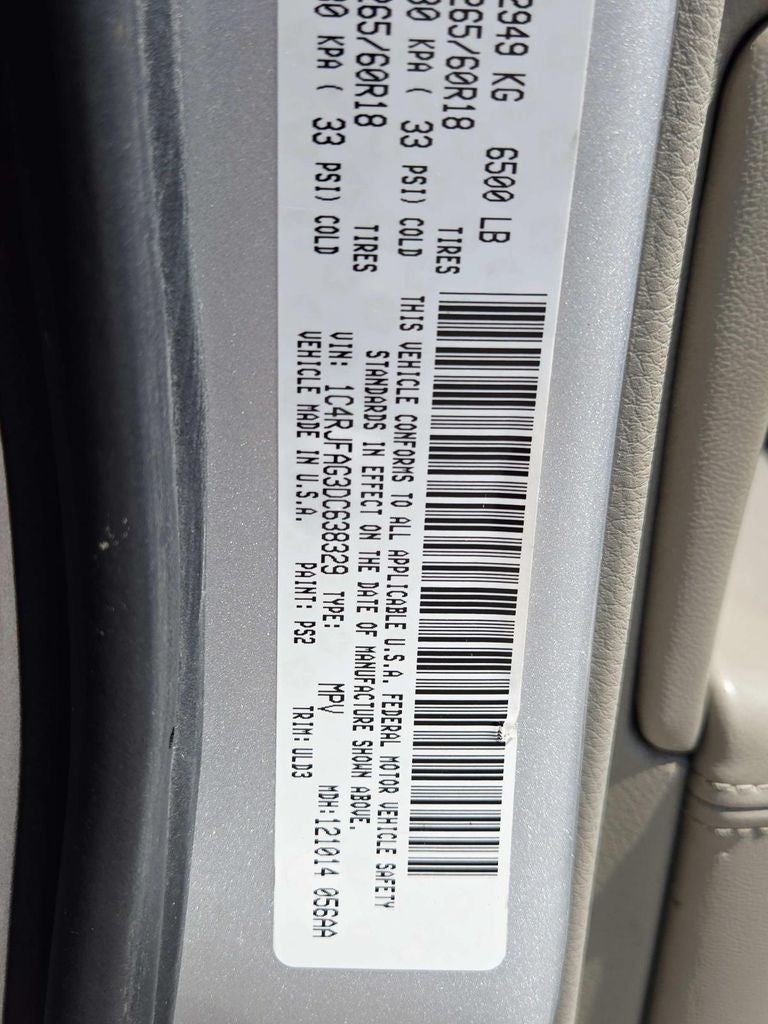 2949 KG 6500 LB
265/60R18 TIRES
30 KPA ( 33 PSI) COLD
265/60R18 TIRES
30 KPA ( 33 PSI) COLD
THIS VEHICLE CONFORMS TO ALL APPLICABLE U.S.A. FEDERAL MOTOR VEHICLE SAFETY
STANDARDS IN EFFECT ON THE DATE OF MANUFACTURE SHOWN ABOVE.
VIN: 1C4RJFAG3DC638329 TYPE: MPV MDH:121014 056AA
VEHICLE MADE IN U.S.A. PAINT: PS2 TRIM: ULD3